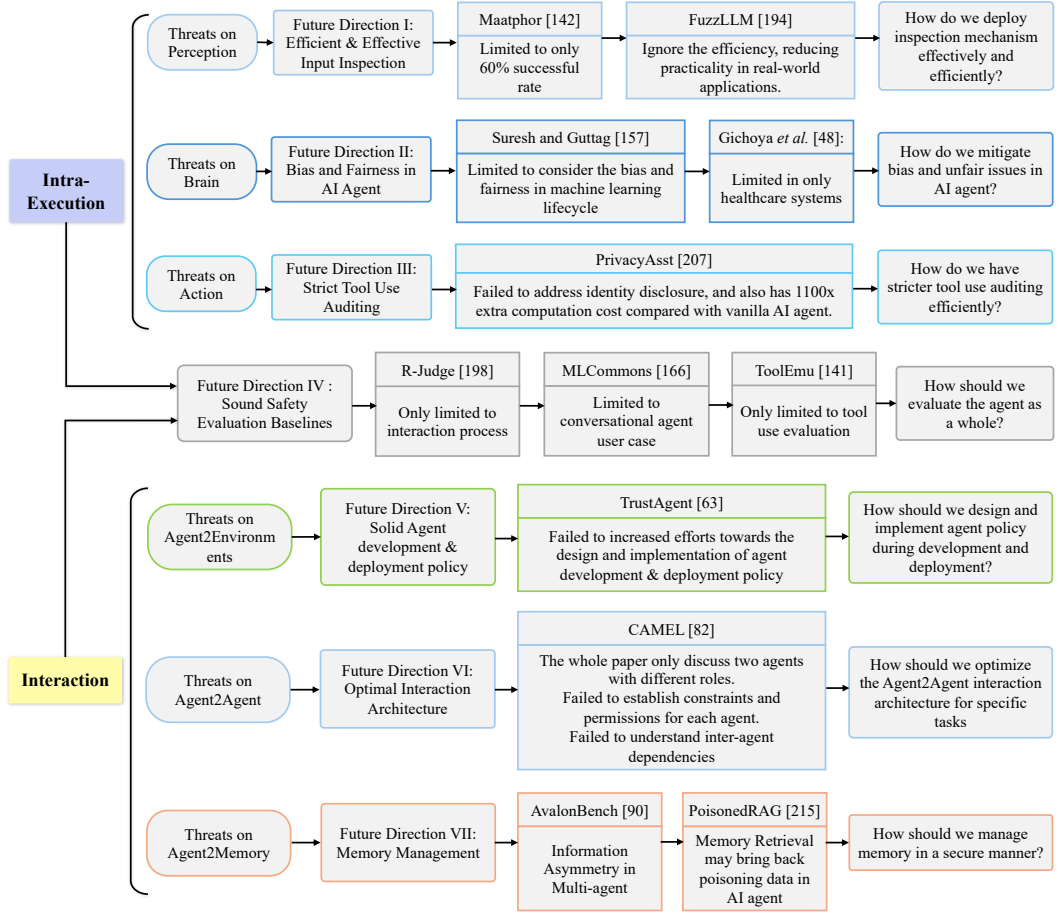 Intra-
Execution
Threats on
Perception
Future Direction I:
Efficient & Effective
Input Inspection
Maatphor [142]
Limited to only
60% successful
rate
FuzzLLM [194]
Ignore the efficiency, reducing
practicality in real-world
applications.
How do we deploy
inspection mechanism
effectively and
efficiently?
Threats on
Brain
Future Direction II:
Bias and Fairness in
AI Agent
Suresh and Guttag [157]
Limited to consider the bias and
fairness in machine learning
lifecycle
Gichoya et al. [48]:
Limited in only
healthcare systems
How do we mitigate
bias and unfair issues in
AI agent?
Threats on
Action
Future Direction III:
Strict Tool Use
Auditing
PrivacyAsst [207]
Failed to address identity disclosure, and also has 1100x
extra computation cost compared with vanilla AI agent.
How do we have
stricter tool use auditing
efficiently?
Future Direction IV :
Sound Safety
Evaluation Baselines
R-Judge [198]
Only limited to
interaction process
MLCommons [166]
Limited to
conversational agent
user case
ToolEmu [141]
Only limited to tool
use evaluation
How should we
evaluate the agent as
a whole?
Interaction
Threats on
Agent2Environm
ents
Future Direction V:
Solid Agent
development &
deployment policy
TrustAgent [63]
Failed to increased efforts towards the
design and implementation of agent
development & deployment policy
How should we design and
implement agent policy
during development and
deployment?
Threats on
Agent2Agent
Future Direction VI:
Optimal Interaction
Architecture
CAMEL [82]
The whole paper only discuss two agents
with different roles.
Failed to establish constraints and
permissions for each agent.
Failed to understand inter-agent
dependencies
How should we optimize
the Agent2Agent interaction
architecture for specific
tasks
Threats on
Agent2Memory
Future Direction VII:
Memory Management
AvalonBench [90]
Information
Asymmetry in
Multi-agent
PoisonedRAG [215]
Memory Retrieval
may bring back
poisoning data in
AI agent
How should we manage
memory in a secure manner?